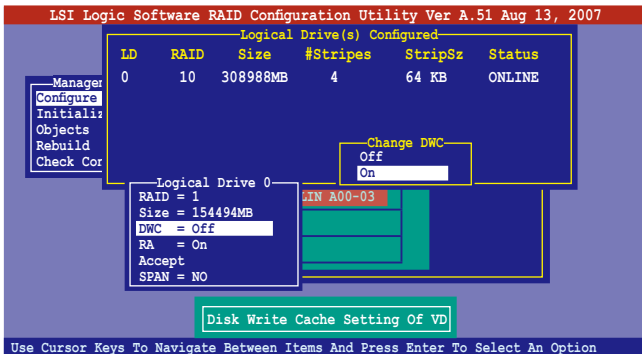 LSI Logic Software RAID Configuration Utility Ver A.51 Aug 13, 2007
Logical Drive(s) Configured
LD RAID Size #Stripes StripSz Status
0 10 308988MB 4 64 KB ONLINE
Manage
Configure
Initializ
Objects
Rebuild
Check Con
Change DWC
Off
On
Logical Drive 0
RAID = 1
Size = 154494MB
DWC = Off
RA = On
Accept
SPAN = NO
LIN A00-03
Disk Write Cache Setting Of VD
Use Cursor Keys To Navigate Between Items And Press Enter To Select An Option